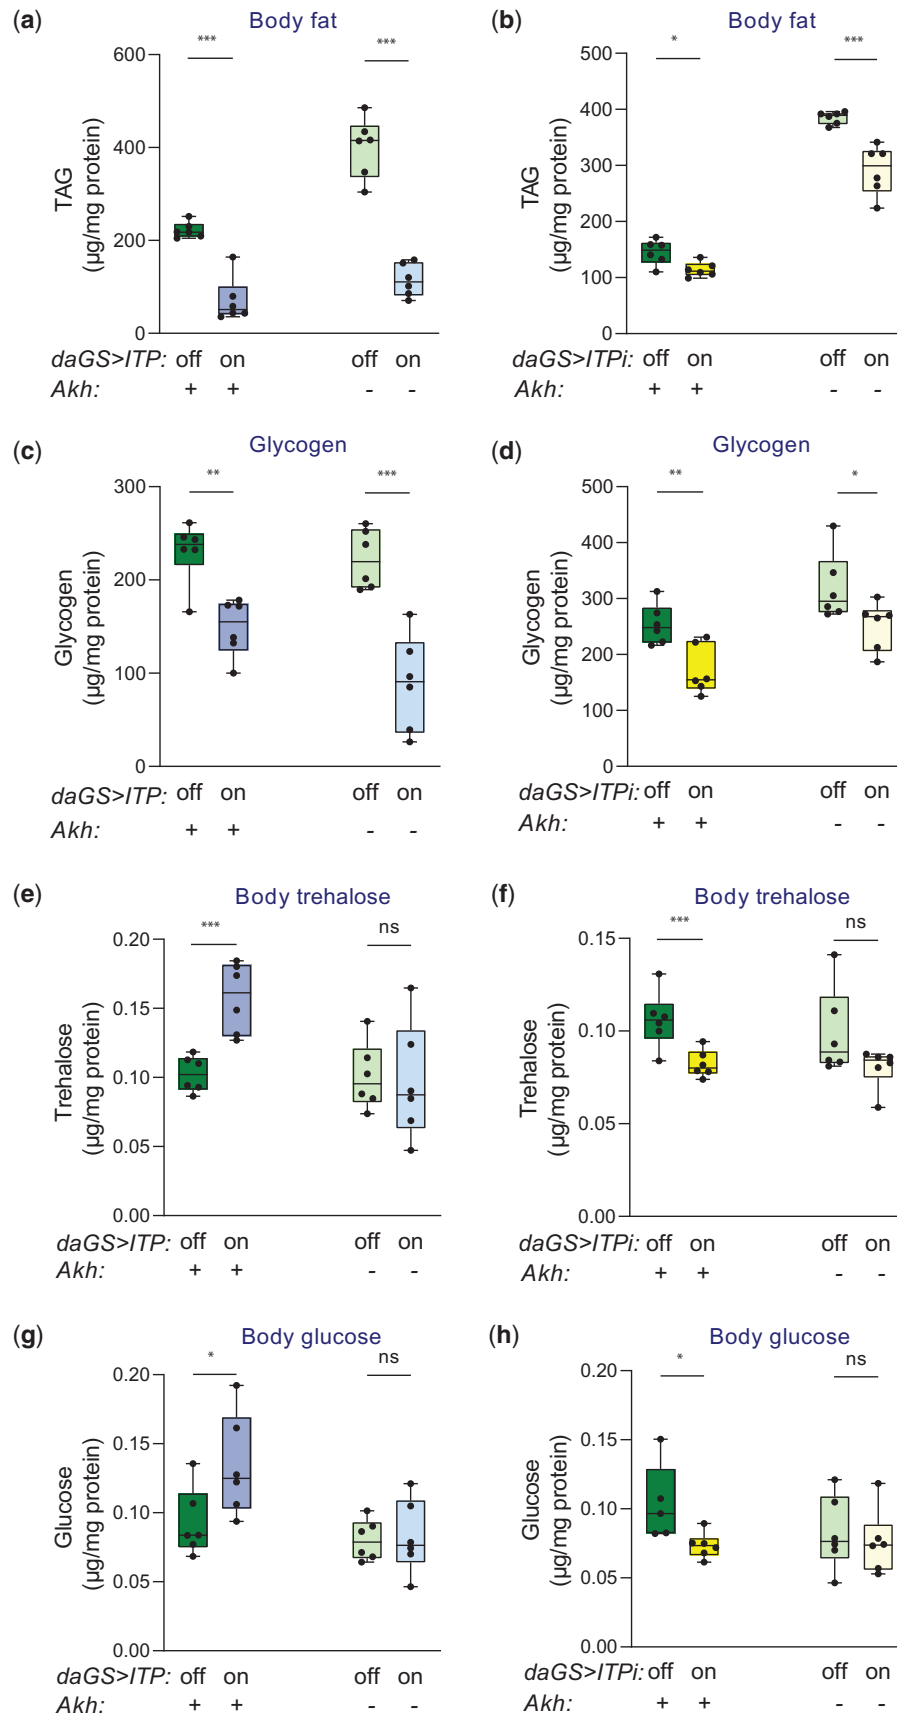 (a) Body fat
600
400
200
0
TAG
(µg/mg protein)
*** ***
daGS>ITP: off on off on
Akh: + + - -
(b) Body fat
500
400
300
200
100
0
TAG
(µg/mg protein)
* ***
daGS>ITPi: off on off on
Akh: + + - -
(c) Glycogen
300
200
100
0
Glycogen
(µg/mg protein)
** ***
daGS>ITP: off on off on
Akh: + + - -
(d) Glycogen
500
400
300
200
100
0
Glycogen
(µg/mg protein)
** *
daGS>ITPi: off on off on
Akh: + + - -
(e) Body trehalose
0.20
0.15
0.10
0.05
0.00
Trehalose
(µg/mg protein)
*** ns
daGS>ITP: off on off on
Akh: + + - -
(f) Body trehalose
0.15
0.10
0.05
0.00
Trehalose
(µg/mg protein)
*** ns
daGS>ITPi: off on off on
Akh: + + - -
(g) Body glucose
0.20
0.15
0.10
0.05
0.00
Glucose
(µg/mg protein)
* ns
daGS>ITP: off on off on
Akh: + + - -
(h) Body glucose
0.20
0.15
0.10
0.05
0.00
Glucose
(µg/mg protein)
* ns
daGS>ITPi: off on off on
Akh: + + - -